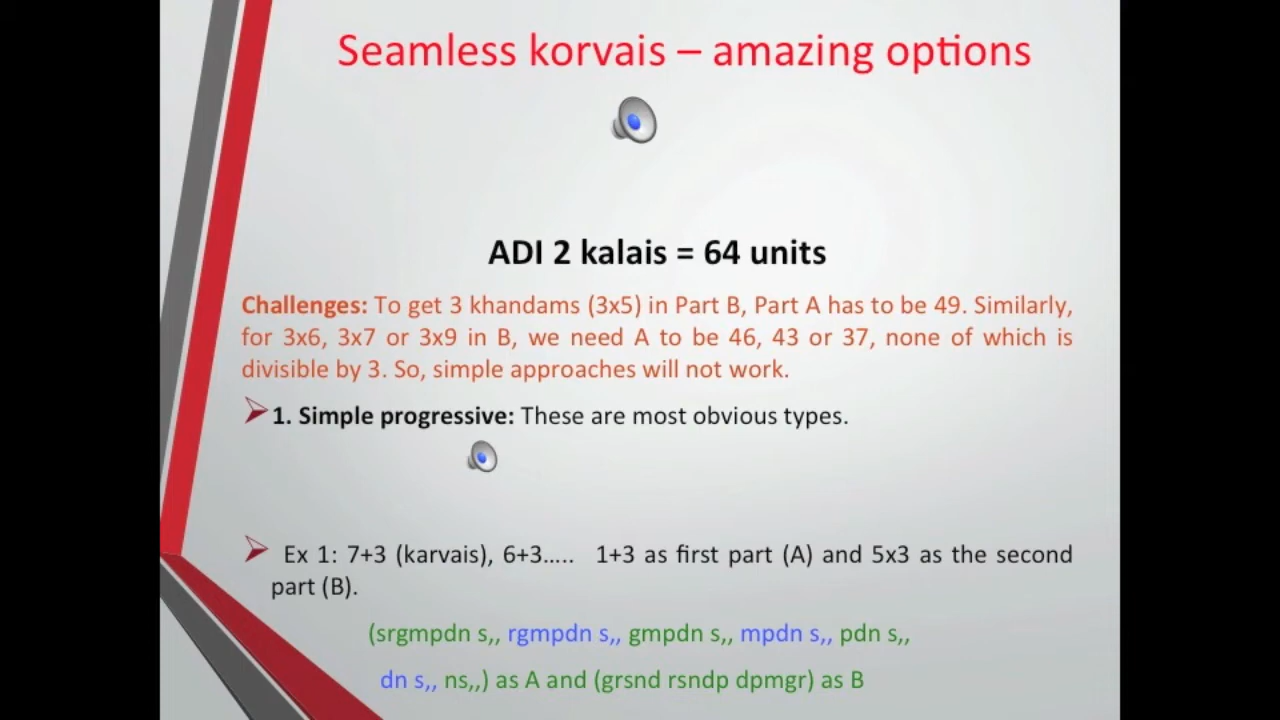 Seamless korvais – amazing options
ADI 2 kalais = 64 units
Challenges: To get 3 khandams (3x5) in Part B, Part A has to be 49. Similarly,
for 3x6, 3x7 or 3x9 in B, we need A to be 46, 43 or 37, none of which is
divisible by 3. So, simple approaches will not work.
1. Simple progressive: These are most obvious types.
Ex 1: 7+3 (karvais), 6+3..... 1+3 as first part (A) and 5x3 as the second
part (B).
(srgmpdn s,, rgmpdn s,, gmpdn s,, mpdn s,, pdn s,,
dn s,, ns,,) as A and (grsnd rsndp dpmgr) as B